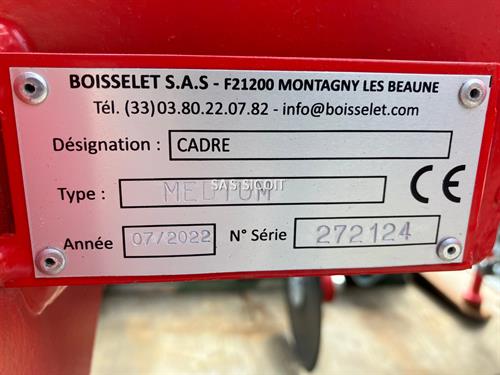 BOISSELET S.A.S - F21200 MONTAGNY LES BEAUNE
Tél. (33)03.80.22.07.82 - info@boisselet.com
Désignation : CADRE
SAS SICOIT
Type : MEDIUM CE
Année 07/2022 N° Série 272124